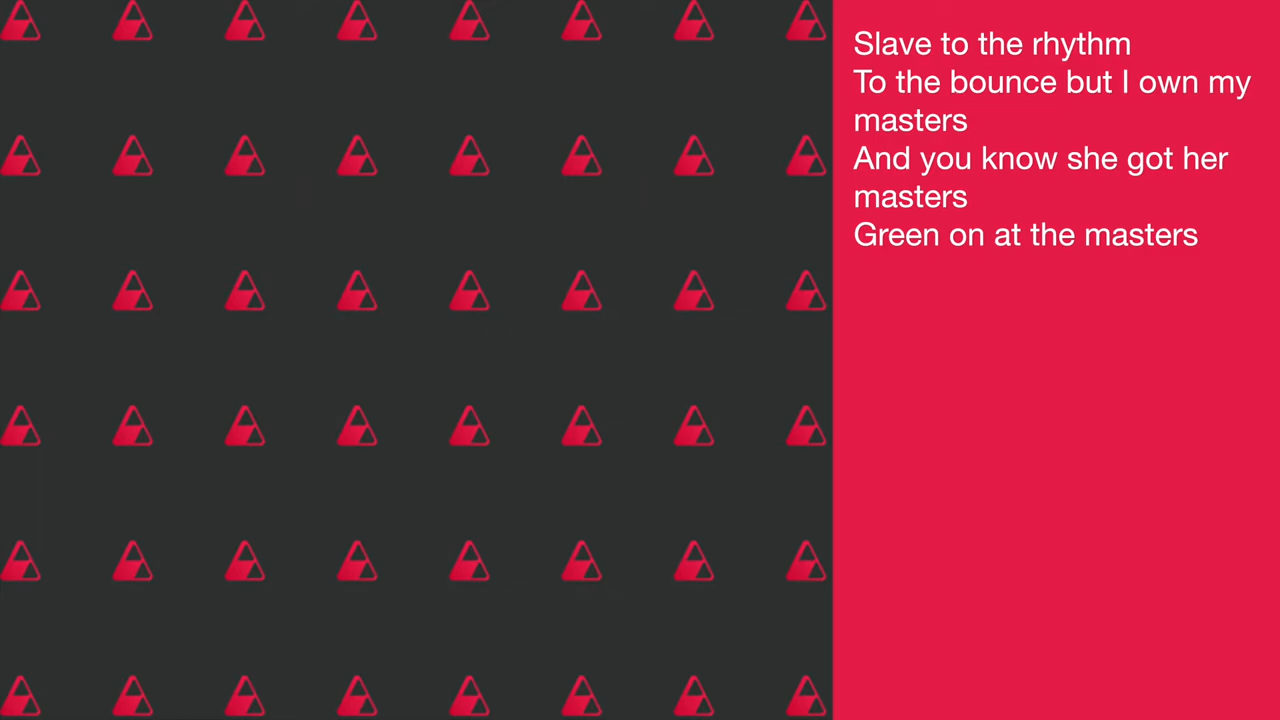 Slave to the rhythm
To the bounce but I own my
masters
And you know she got her
masters
Green on at the masters